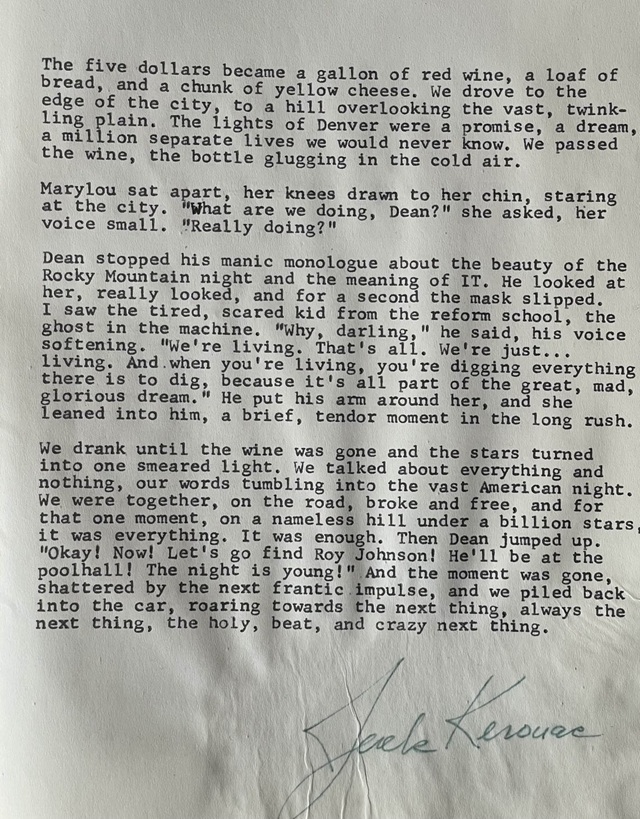 The five dollars became a gallon of red wine, a loaf of
bread, and a chunk of yellow cheese. We drove to the
edge of the city, to a hill overlooking the vast, twink-
ling plain. The lights of Denver were a promise, a dream,
a million separate lives we would never know. We passed
the wine, the bottle glugging in the cold air.
Marylou sat apart, her knees drawn to her chin, staring
at the city. "What are we doing, Dean?" she asked, her
voice small. "Really doing?"
Dean stopped his manic monologue about the beauty of the
Rocky Mountain night and the meaning of IT. He looked at
her, really looked, and for a second the mask slipped.
I saw the tired, scared kid from the reform school, the
ghost in the machine. "Why, darling," he said, his voice
softening. "We're living. That's all. We're just...
living. And.when you're living, you're digging everything
there is to dig, because it's all part of the great, mad,
glorious dream." He put his arm around her, and she
leaned into him, a brief, tendor moment in the long rush.
We drank until the wine was gone and the stars turned
into one smeared light. We talked about everything and
nothing, our words tumbling into the vast American night.
We were together, on the road, broke and free, and for
that one moment, on a nameless hill under a billion stars,
it was everything. It was enough. Then Dean jumped up.
"Okay! Now! Let's go find Roy Johnson! He'll be at the
poolhall! The night is young!" And the moment was gone,
shattered by the next frantic impulse, and we piled back
into the car, roaring towards the next thing, always the
next thing, the holy, beat, and crazy next thing.
Jack Kerouac